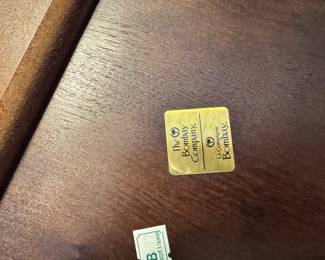 The
Bombay
Company.
La Compagnie
Bombay.
B